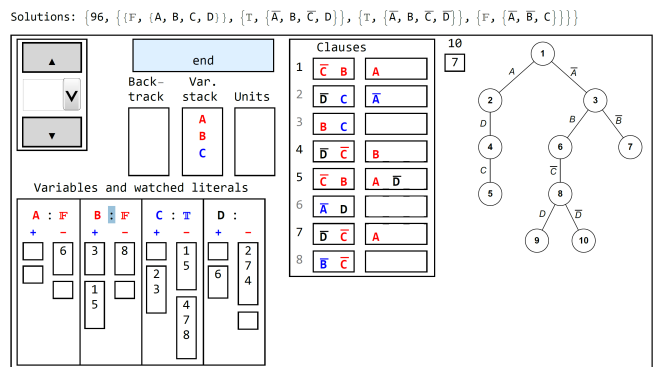 Solutions: {96, {{𝔽, {A, B, C, D}}, {𝕋, {A̅, B, C̅, D}}, {𝕋, {A̅, B, C̅, D̅}}, {𝔽, {A̅, B̅, C}}}}
▲
V
▼
end
Back-
track
Var.
stack
Units
A
B
C
Variables and watched literals
A : 𝔽 B : 𝔽 C : 𝕋 D :
+ − + − + − + −
6 3 8 1 5 2 7 4
1 5 2 3 6
4 7 8
Clauses
1 C̅ B A
2 D̅ C A̅
3 B C
4 D̅ C̅ B
5 C̅ B A D̅
6 A̅ D
7 D̅ C̅ A
8 B̅ C̅
10
7
1
A A̅
2 3
D B B̅
4 6 7
C C̅
5 8
D D̅
9 10